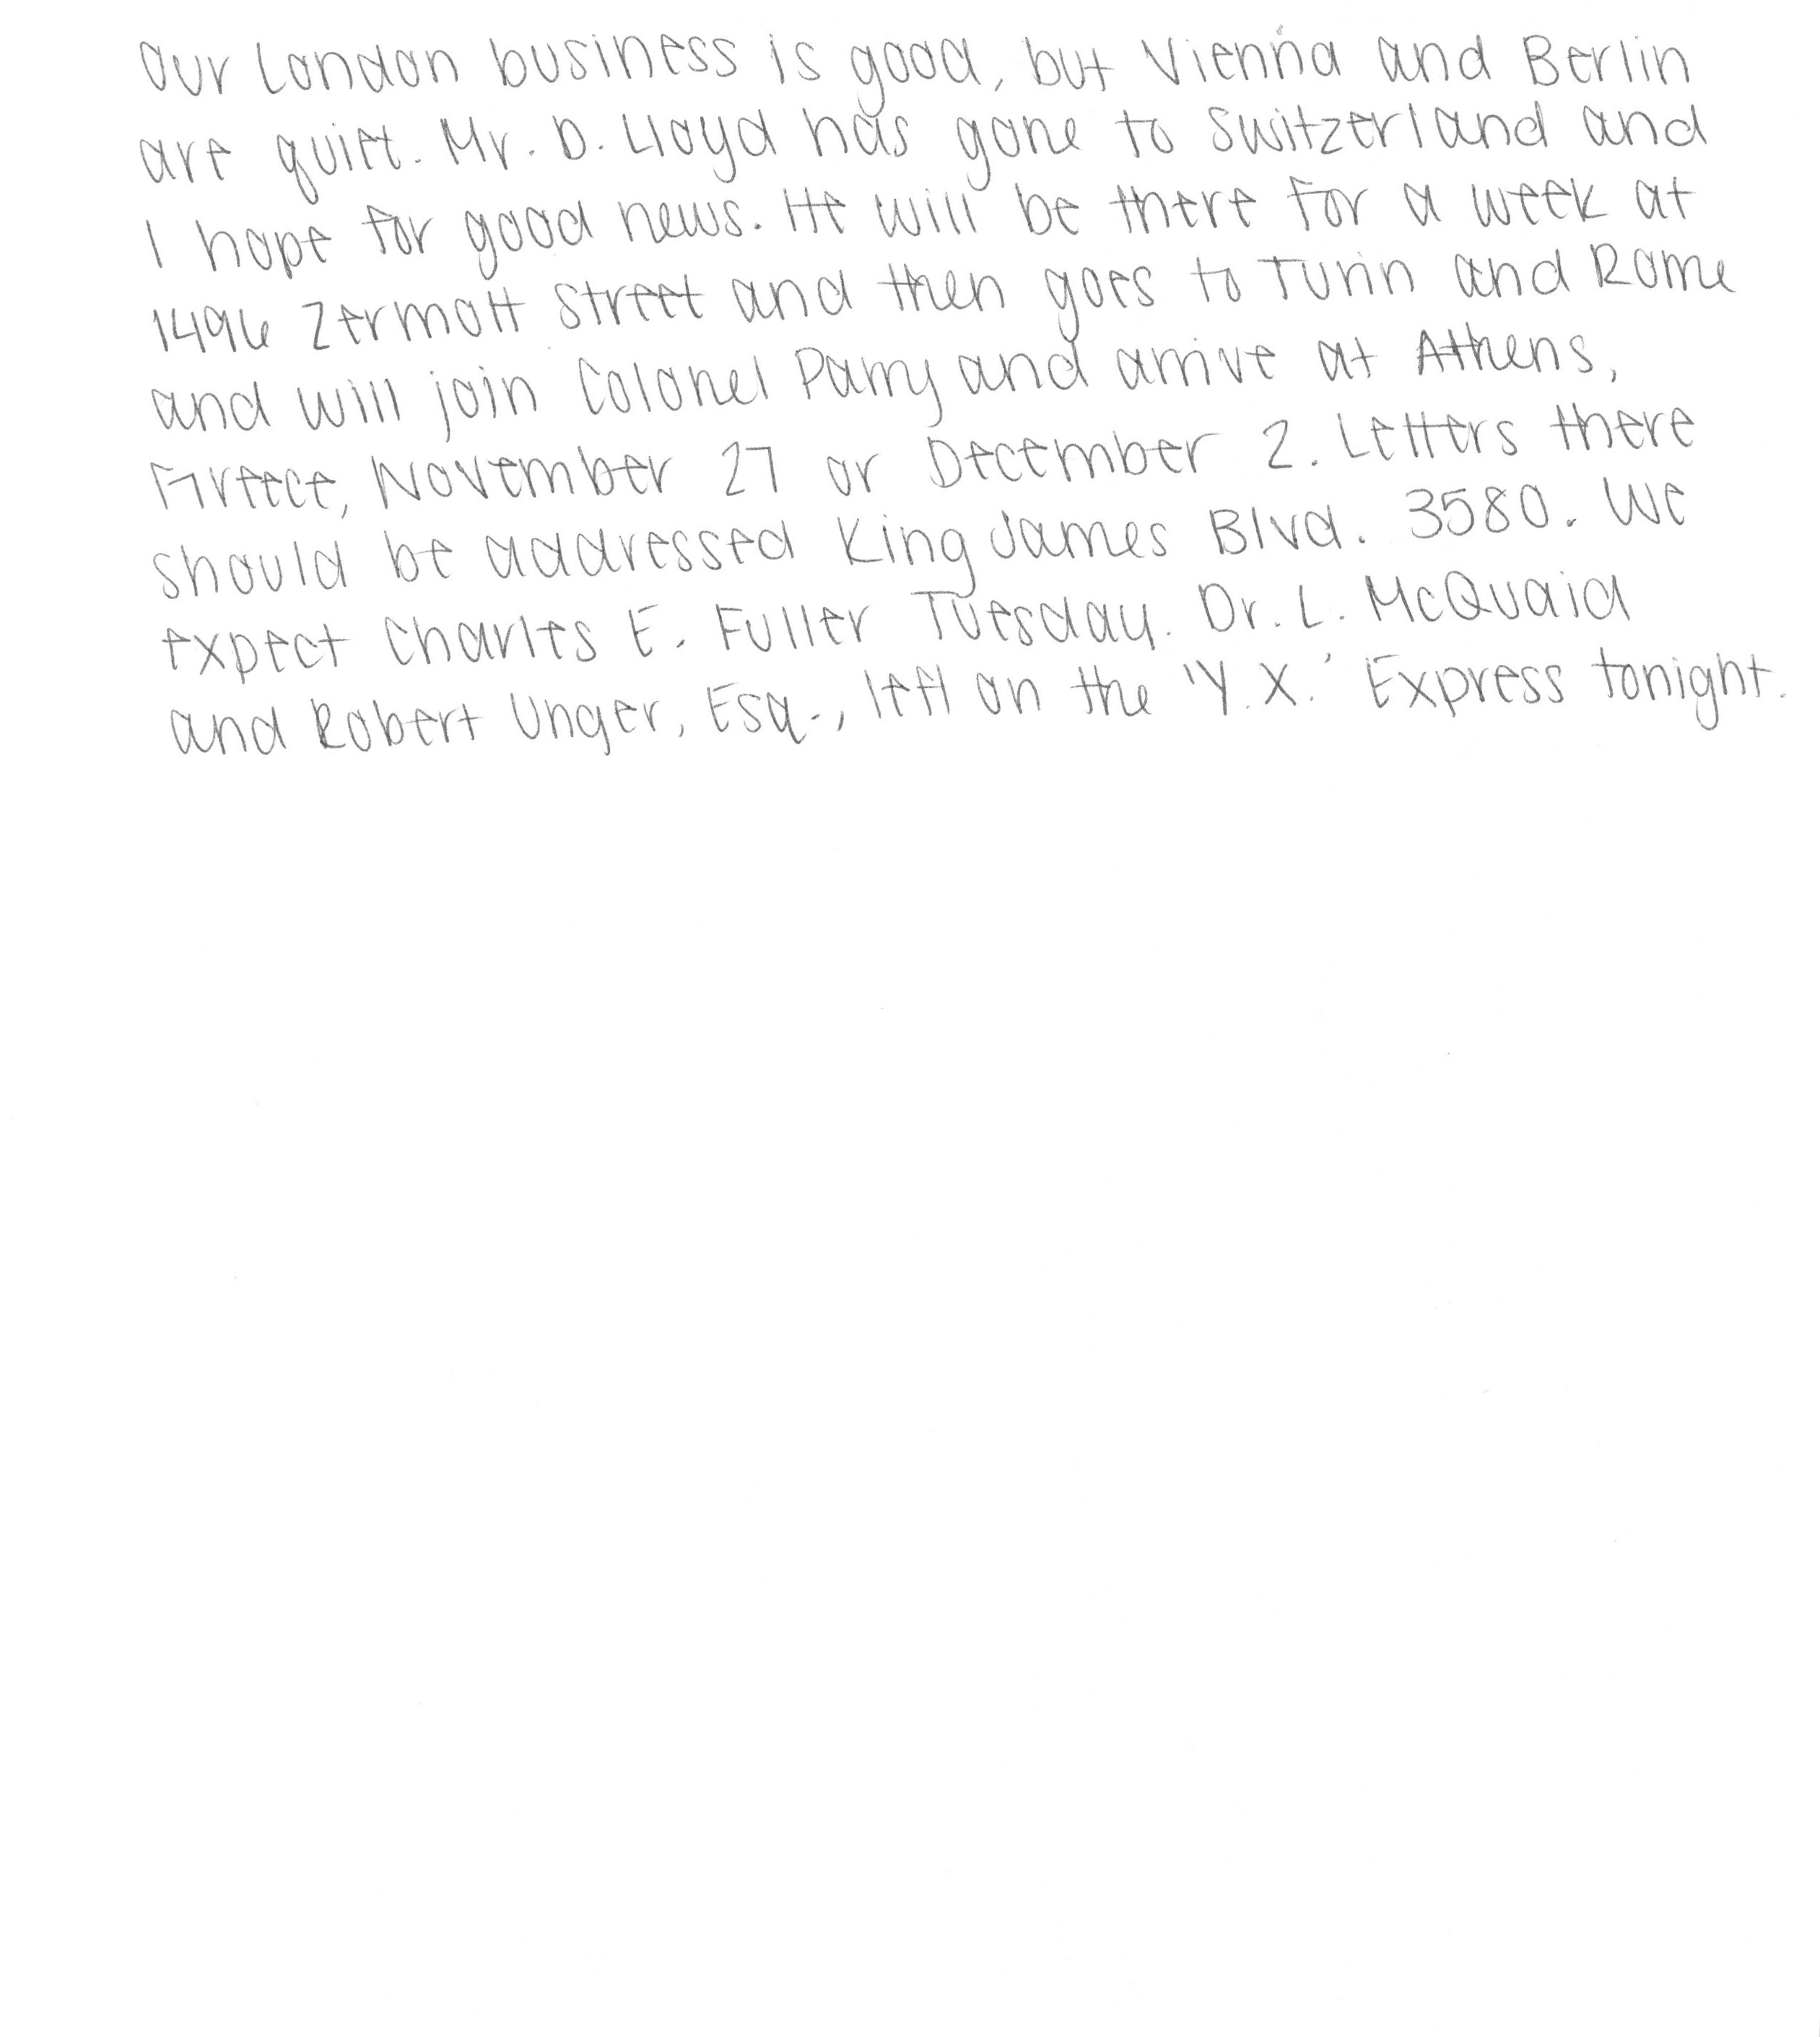 Our London business is good, but Vienna and Berlin
are quiet. Mr. D. Lloyd has gone to Switzerland and
I hope for good news. He will be there for a week at
1496 Zermott Street and then goes to Turin and Rome
and will join Colonel Parry and arrive at Athens,
Greece, November 27 or December 2. Letters there
should be addressed King James Blvd. 3580. We
expect Charles E. Fuller Tuesday. Dr. L. McQuaid
and Robert Unger, Esq., left on the 'Y.X.' Express tonight.